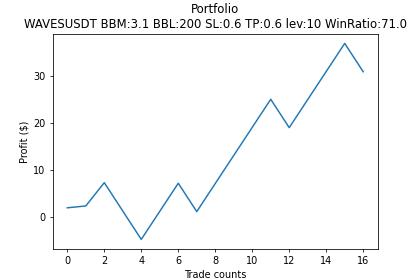 Portfolio
WAVESUSDT BBM:3.1 BBL:200 SL:0.6 TP:0.6 lev:10 WinRatio:71.0
Profit ($)
30
20
10
0
0 2 4 6 8 10 12 14 16
Trade counts